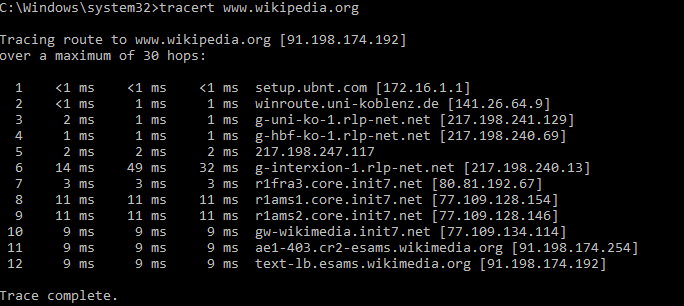 C:\Windows\system32>tracert www.wikipedia.org
Tracing route to www.wikipedia.org [91.198.174.192]
over a maximum of 30 hops:
1 <1 ms <1 ms <1 ms setup.ubnt.com [172.16.1.1]
2 <1 ms 1 ms 1 ms winroute.uni-koblenz.de [141.26.64.9]
3 2 ms 1 ms 1 ms g-uni-ko-1.rlp-net.net [217.198.241.129]
4 1 ms 1 ms 1 ms g-hbf-ko-1.rlp-net.net [217.198.240.69]
5 2 ms 2 ms 2 ms 217.198.247.117
6 14 ms 49 ms 32 ms g-interxion-1.rlp-net.net [217.198.240.13]
7 3 ms 3 ms 3 ms r1fra3.core.init7.net [80.81.192.67]
8 11 ms 11 ms 11 ms r1ams1.core.init7.net [77.109.128.154]
9 11 ms 11 ms 11 ms r1ams2.core.init7.net [77.109.128.146]
10 9 ms 9 ms 9 ms gw-wikimedia.init7.net [77.109.134.114]
11 9 ms 9 ms 9 ms ae1-403.cr2-esams.wikimedia.org [91.198.174.254]
12 9 ms 9 ms 9 ms text-lb.esams.wikimedia.org [91.198.174.192]
Trace complete.